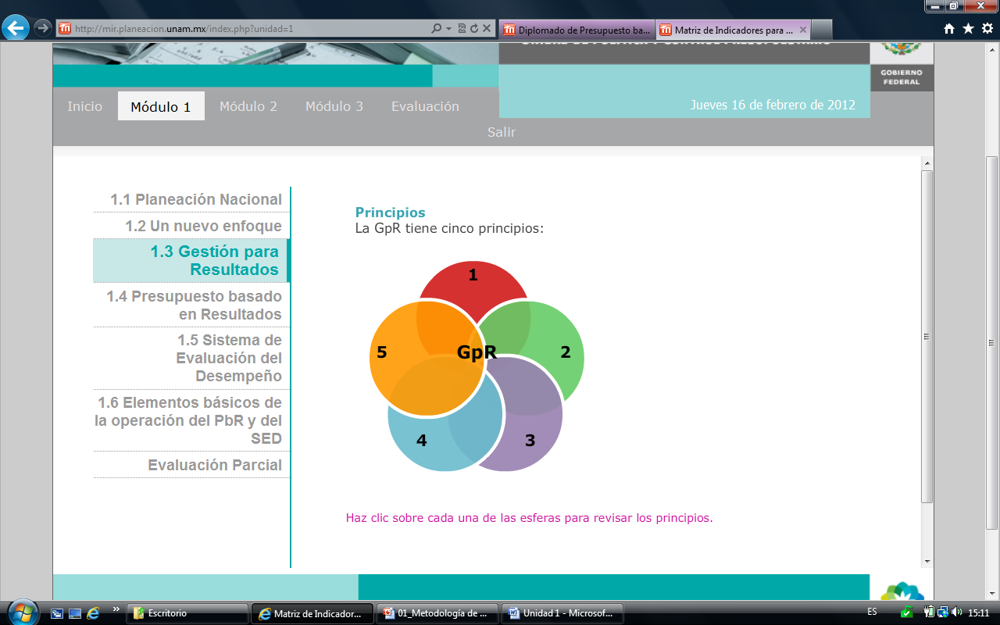 http://mir.planeacion.unam.mx/index.php?unidad=1
Diplomado de Presupuesto ba...
Matriz de Indicadores para ...
GOBIERNO
FEDERAL
Inicio
Módulo 1
Módulo 2
Módulo 3
Evaluación
Jueves 16 de febrero de 2012
Salir
1.1 Planeación Nacional
1.2 Un nuevo enfoque
1.3 Gestión para
Resultados
1.4 Presupuesto basado
en Resultados
1.5 Sistema de
Evaluación del
Desempeño
1.6 Elementos básicos de
la operación del PbR y del
SED
Evaluación Parcial
Principios
La GpR tiene cinco principios:
1
5
GpR
2
4
3
Haz clic sobre cada una de las esferas para revisar los principios.
Escritorio
Matriz de Indicador...
01_Metodología de ...
Unidad 1 - Microsof...
ES
15:11